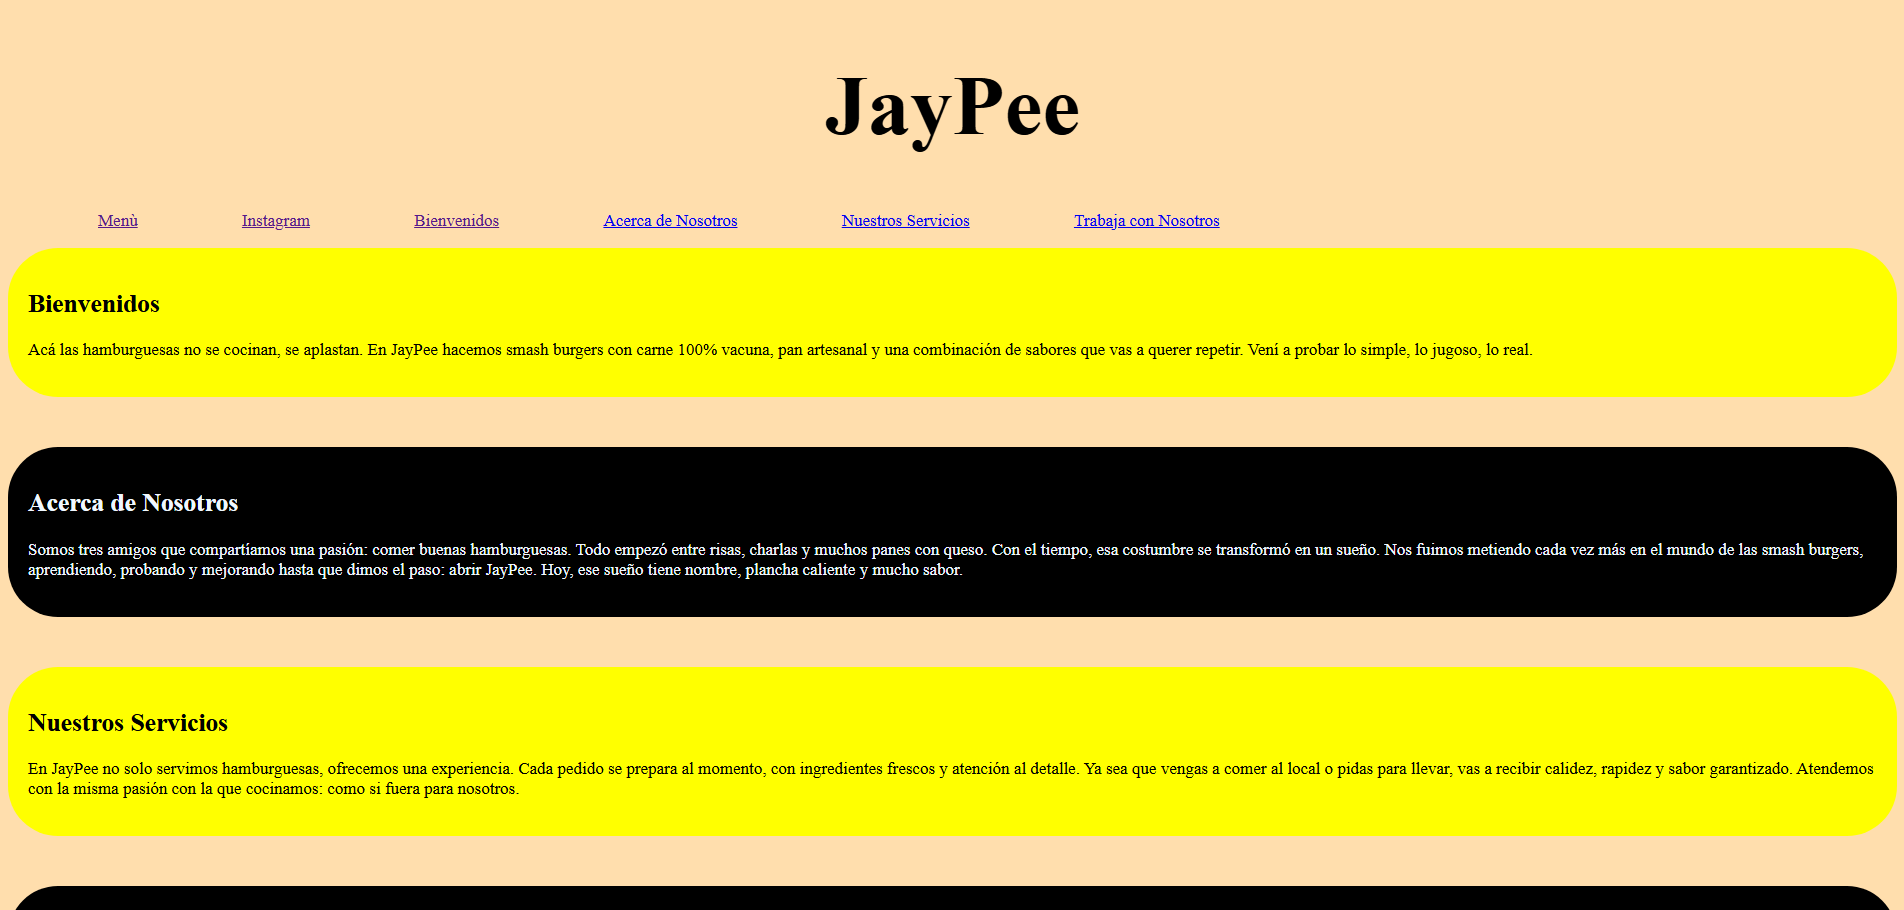 JayPee
Menù Instagram Bienvenidos Acerca de Nosotros Nuestros Servicios Trabaja con Nosotros
Bienvenidos
Acá las hamburguesas no se cocinan, se aplastan. En JayPee hacemos smash burgers con carne 100% vacuna, pan artesanal y una combinación de sabores que vas a querer repetir. Vení a probar lo simple, lo jugoso, lo real.
Acerca de Nosotros
Somos tres amigos que compartíamos una pasión: comer buenas hamburguesas. Todo empezó entre risas, charlas y muchos panes con queso. Con el tiempo, esa costumbre se transformó en un sueño. Nos fuimos metiendo cada vez más en el mundo de las smash burgers,
aprendiendo, probando y mejorando hasta que dimos el paso: abrir JayPee. Hoy, ese sueño tiene nombre, plancha caliente y mucho sabor.
Nuestros Servicios
En JayPee no solo servimos hamburguesas, ofrecemos una experiencia. Cada pedido se prepara al momento, con ingredientes frescos y atención al detalle. Ya sea que vengas a comer al local o pidas para llevar, vas a recibir calidez, rapidez y sabor garantizado. Atendemos
con la misma pasión con la que cocinamos: como si fuera para nosotros.